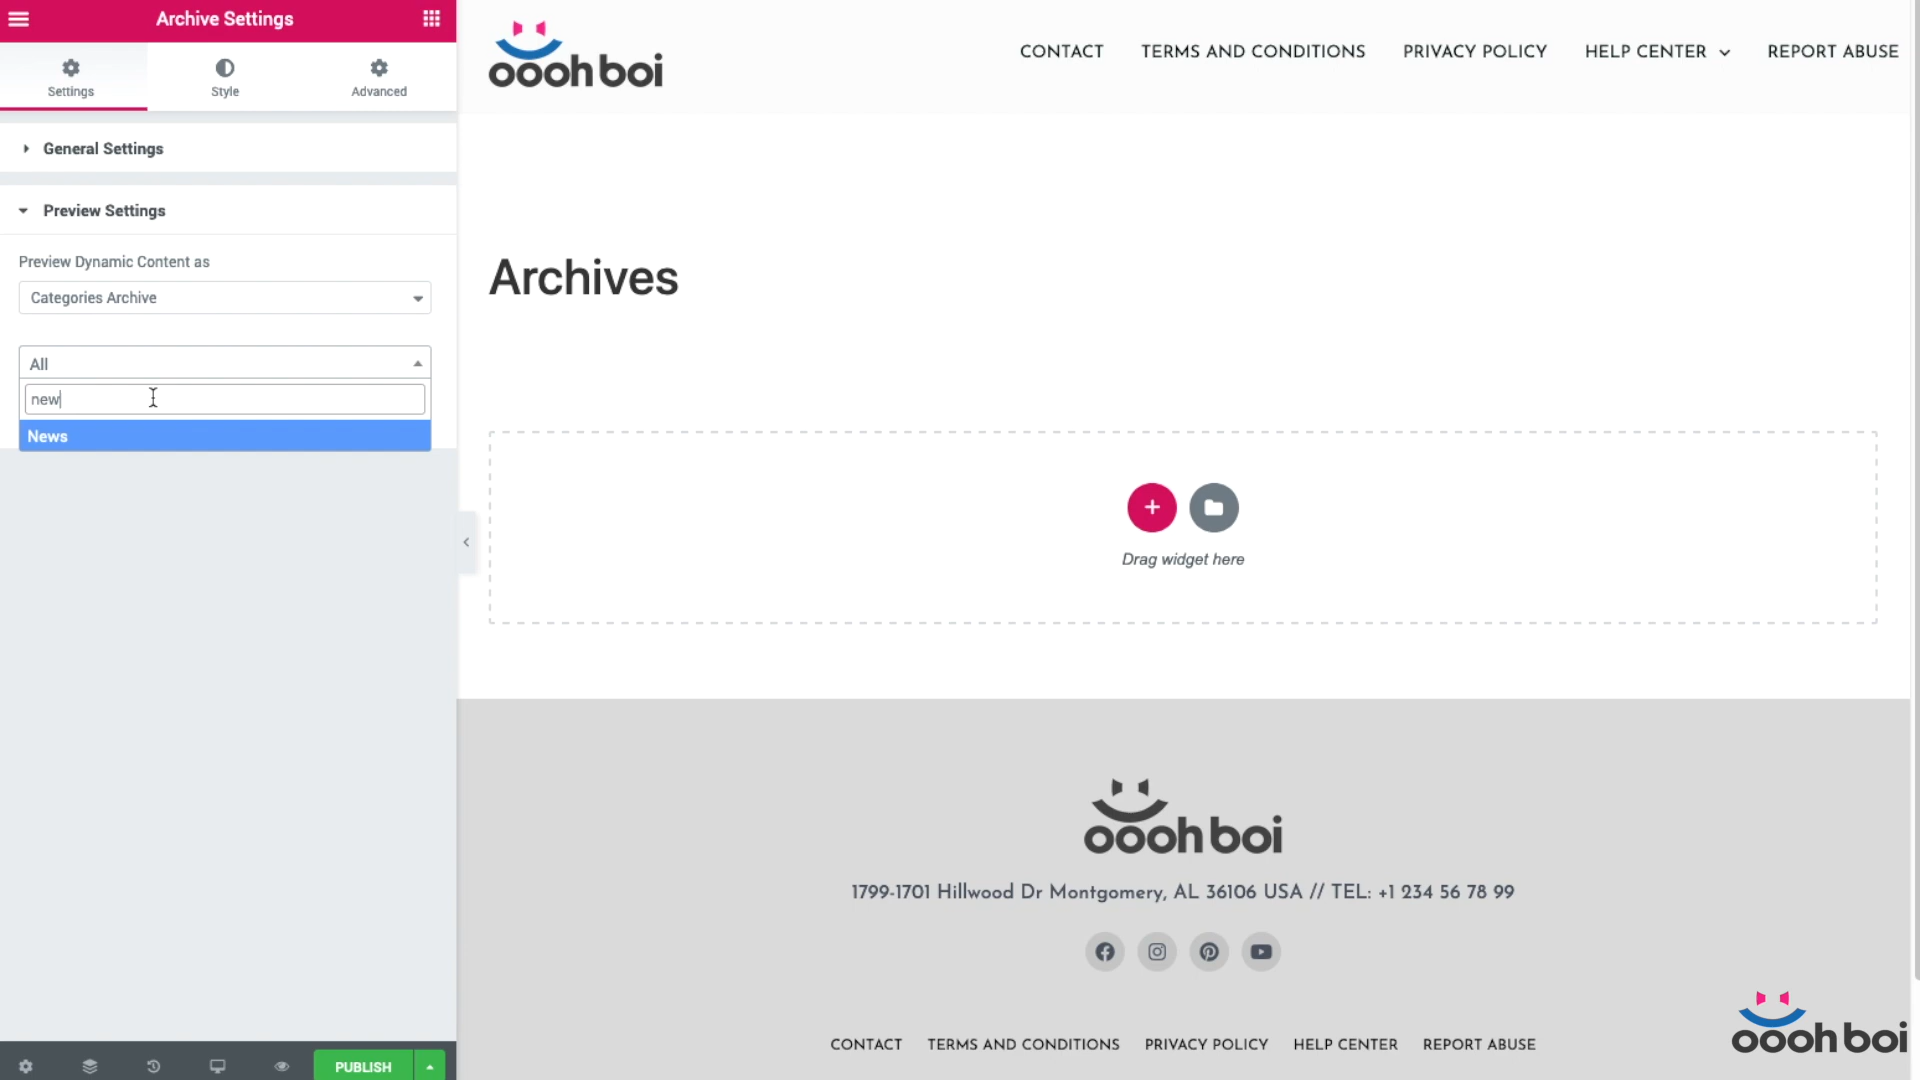 Archive Settings
Settings
Style
Advanced
General Settings
Preview Settings
Preview Dynamic Content as
Categories Archive
All
new
News
PUBLISH
oooh boi
CONTACT
TERMS AND CONDITIONS
PRIVACY POLICY
HELP CENTER
REPORT ABUSE
Archives
Drag widget here
oooh boi
1799-1701 Hillwood Dr Montgomery, AL 36106 USA // TEL: +1 234 56 78 99
CONTACT
TERMS AND CONDITIONS
PRIVACY POLICY
HELP CENTER
REPORT ABUSE
oooh boi